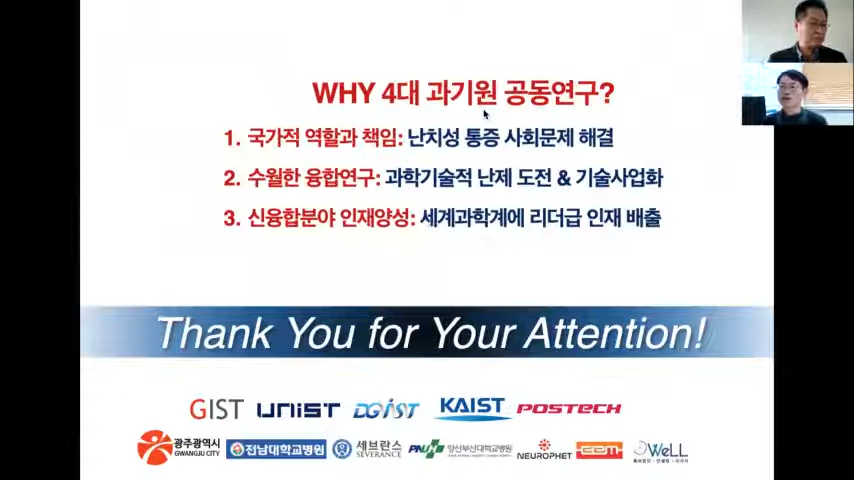 WHY 4대 과기원 공동연구?
1. 국가적 역할과 책임: 난치성 통증 사회문제 해결
2. 수월한 융합연구: 과학기술적 난제 도전 & 기술사업화
3. 신융합분야 인재양성: 세계과학계에 리더급 인재 배출
Thank You for Your Attention!
GIST UNIST DGIST KAIST POSTECH
광주광역시
GWANGJU CITY
전남대학교병원
세브란스
SEVERANCE
PNUH
양산부산대학교병원
NEUROPHET
WeLL